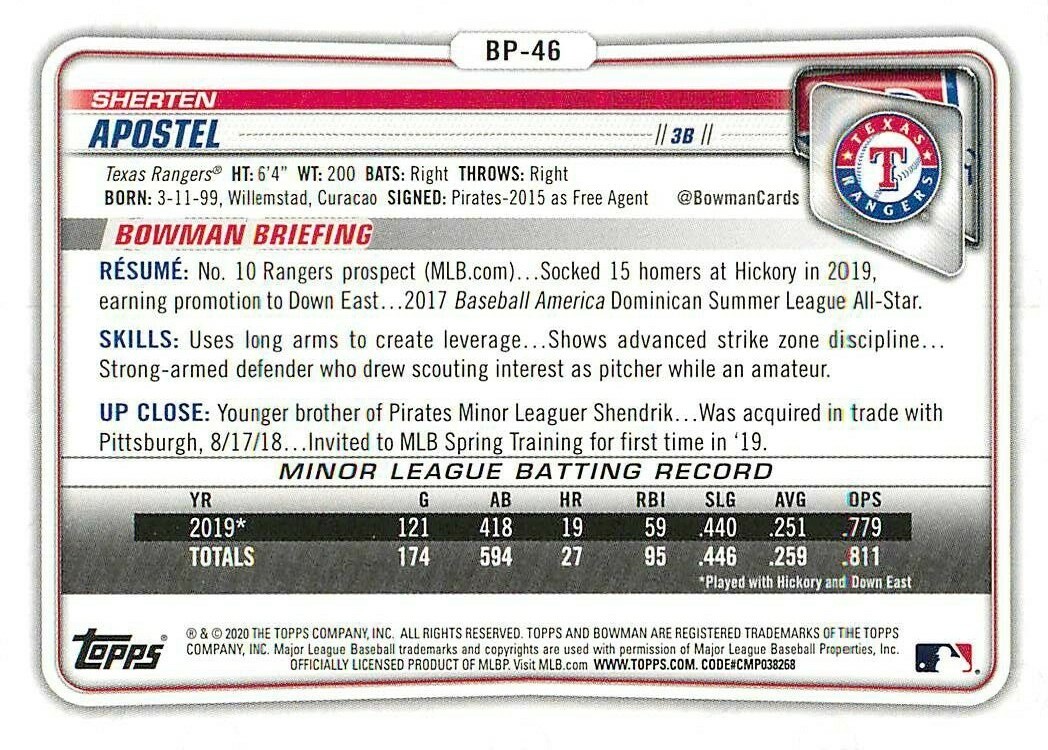 BP-46
SHERTEN
APOSTEL // 3B //
TEXAS RANGERS
T
Texas Rangers® HT: 6'4" WT: 200 BATS: Right THROWS: Right
BORN: 3-11-99, Willemstad, Curacao SIGNED: Pirates-2015 as Free Agent @BowmanCards
BOWMAN BRIEFING
RÉSUMÉ: No. 10 Rangers prospect (MLB.com)...Socked 15 homers at Hickory in 2019,
earning promotion to Down East...2017 Baseball America Dominican Summer League All-Star.
SKILLS: Uses long arms to create leverage...Shows advanced strike zone discipline...
Strong-armed defender who drew scouting interest as pitcher while an amateur.
UP CLOSE: Younger brother of Pirates Minor Leaguer Shendrik...Was acquired in trade with
Pittsburgh, 8/17/18...Invited to MLB Spring Training for first time in '19.
MINOR LEAGUE BATTING RECORD
YR G AB HR RBI SLG AVG OPS
2019* 121 418 19 59 .440 .251 .779
TOTALS 174 594 27 95 .446 .259 .811
*Played with Hickory and Down East
Topps®
® & © 2020 THE TOPPS COMPANY, INC. ALL RIGHTS RESERVED. TOPPS AND BOWMAN ARE REGISTERED TRADEMARKS OF THE TOPPS
COMPANY, INC. Major League Baseball trademarks and copyrights are used with permission of Major League Baseball Properties, Inc.
OFFICIALLY LICENSED PRODUCT OF MLBP. Visit MLB.com WWW.TOPPS.COM. CODE#CMP038268